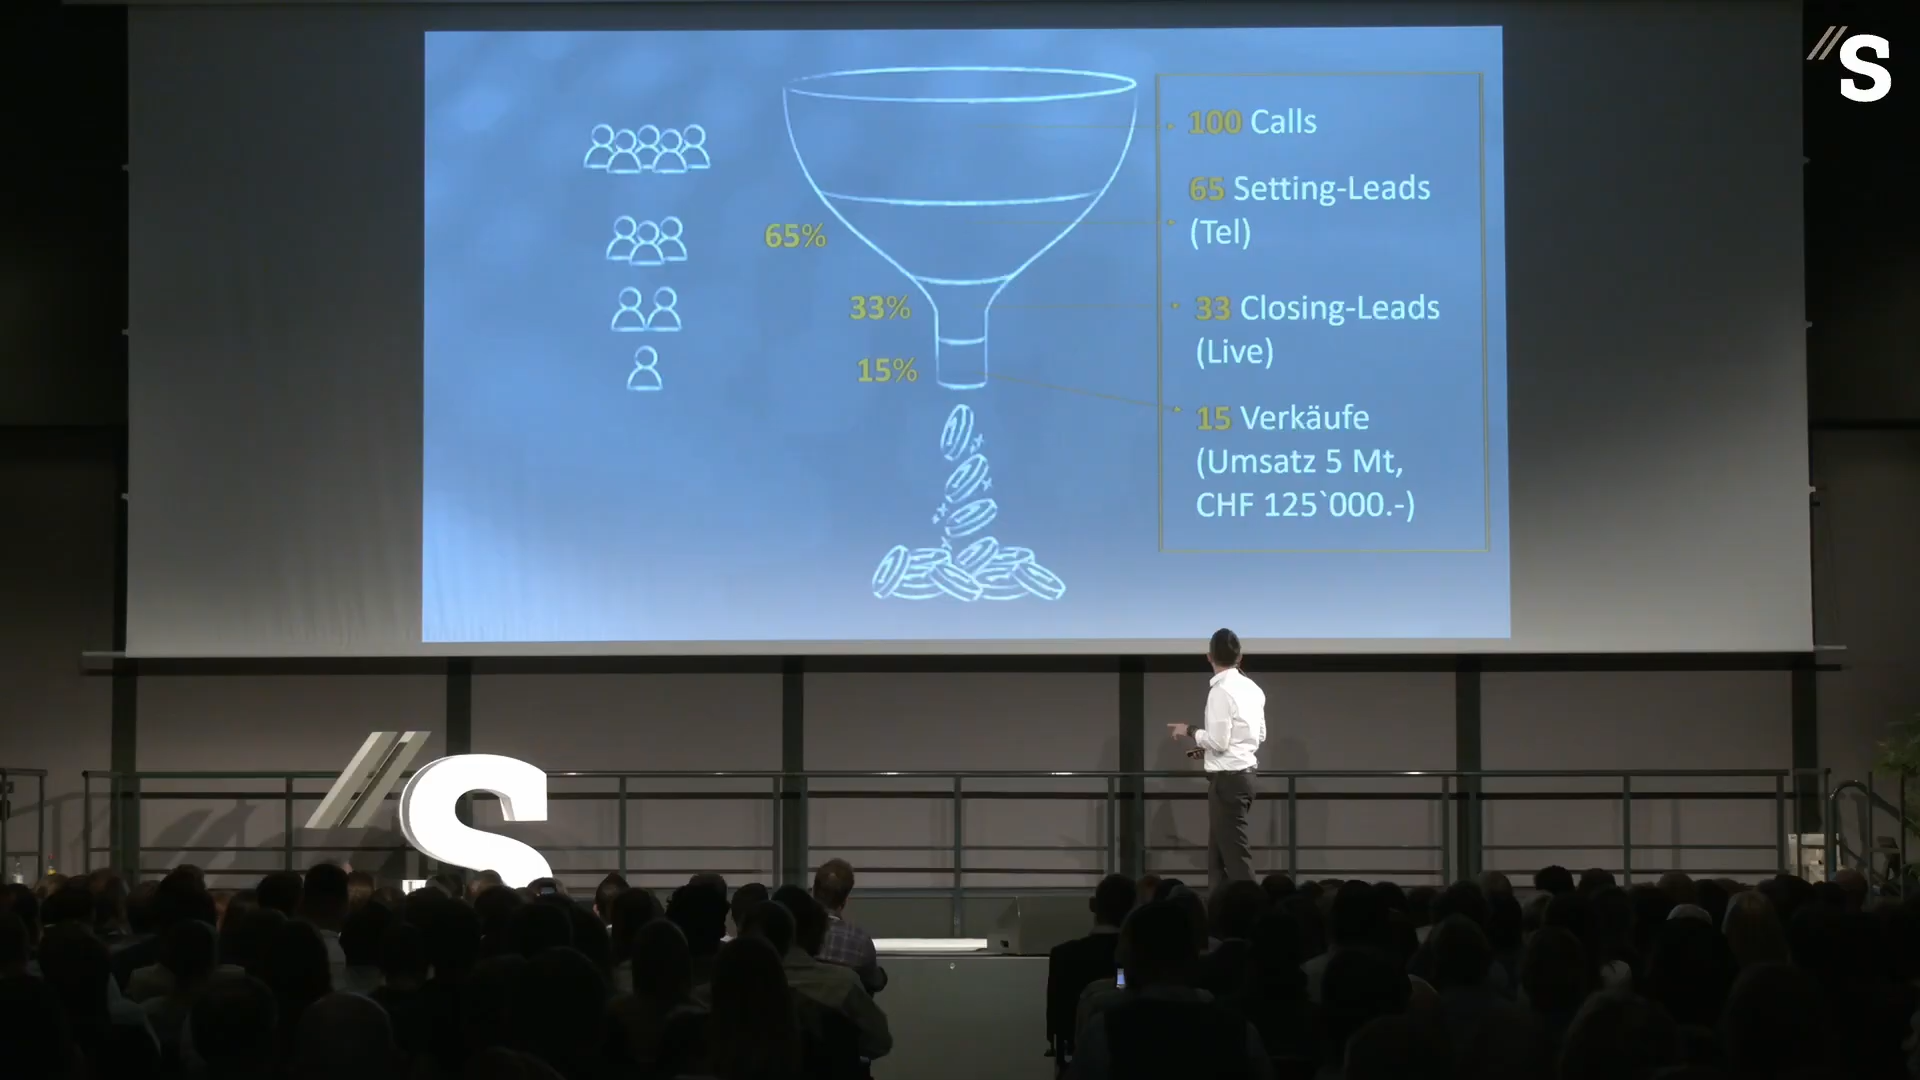 100 Calls
65 Setting-Leads
(Tel)
65%
33%
33 Closing-Leads
(Live)
15%
15 Verkäufe
(Umsatz 5 Mt,
CHF 125`000.-)
//S
//S